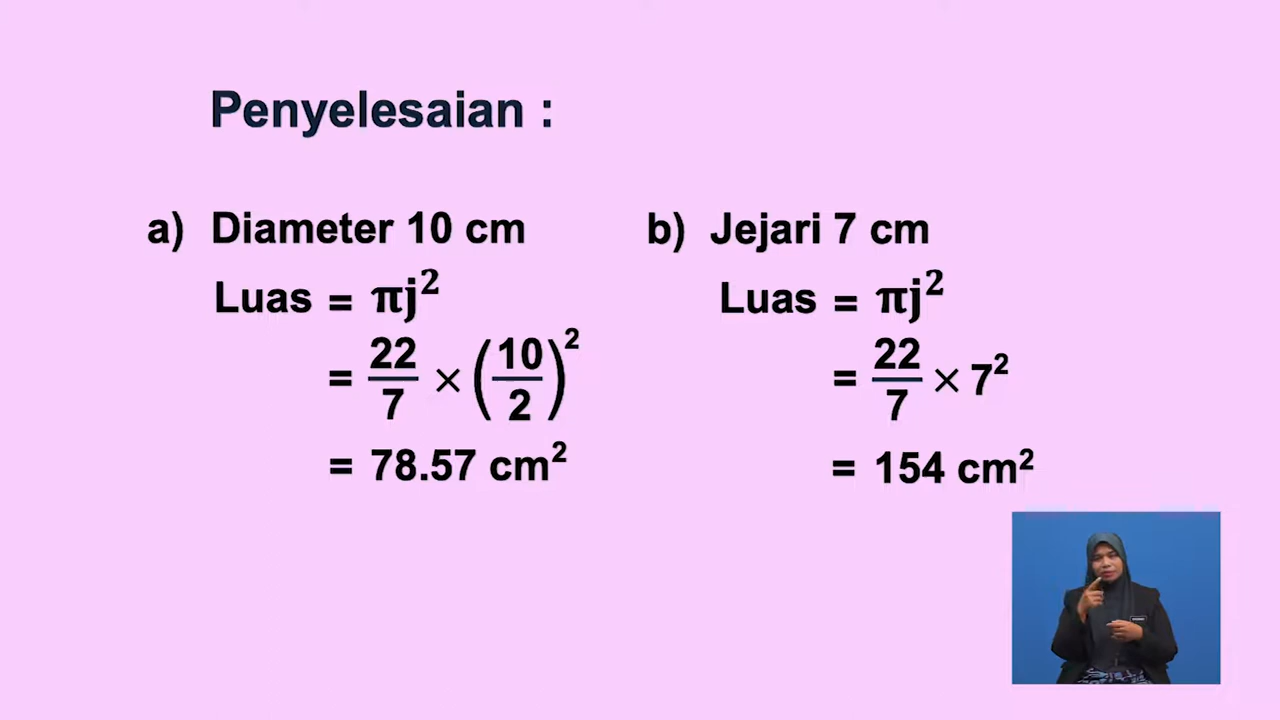 Penyelesaian :
a) Diameter 10 cm
Luas = πj²
= 22/7 × (10/2)²
= 78.57 cm²
b) Jejari 7 cm
Luas = πj²
= 22/7 × 7²
= 154 cm²